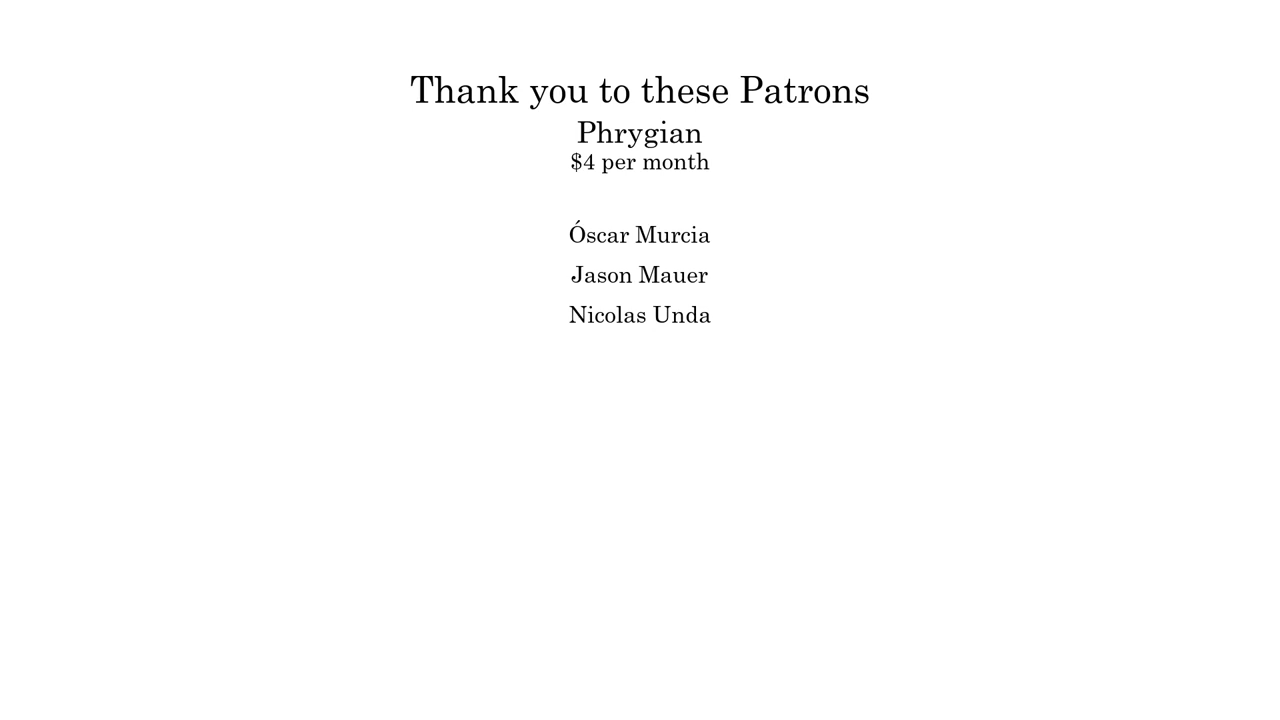 Thank you to these Patrons
Phrygian
$4 per month
Óscar Murcia
Jason Mauer
Nicolas Unda